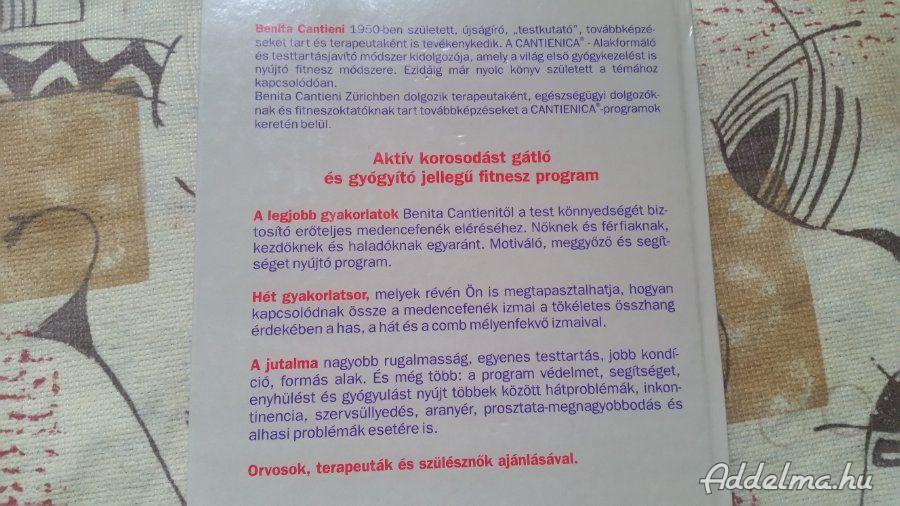 Benita Cantieni 1950-ben született, újságíró, „testkutató”, továbbképzé-
seket tart és terapeutaként is tevékenykedik. A CANTIENICA® - Alakformáló
és testtartásjavító módszer kidolgozója, amely a világ első gyógykezelést is
nyújtó fitnesz módszere. Ezidáig már nyolc könyv született a témához
kapcsolódóan.
Benita Cantieni Zürichben dolgozik terapeutaként, egészségügyi dolgozók-
nak és fitneszoktatóknak tart továbbképzéseket a CANTIENICA®-programok
keretén belül.
Aktív korosodást gátló
és gyógyító jellegű fitnesz program
A legjobb gyakorlatok Benita Cantienitől a test könnyedségét biz-
tosító erőteljes medencefenék eléréséhez. Nőknek és férfiaknak,
kezdőknek és haladóknak egyaránt. Motiváló, meggyőző és segít-
séget nyújtó program.
Hét gyakorlatsor, melyek révén Ön is megtapasztalhatja, hogyan
kapcsolódnak össze a medencefenék izmai a tökéletes összhang
érdekében a has, a hát és a comb mélyenfekvő izmaival.
A jutalma nagyobb rugalmasság, egyenes testtartás, jobb kondí-
ció, formás alak. És még több: a program védelmet, segítséget,
enyhülést és gyógyulást nyújt többek között hátproblémák, inkon-
tinencia, szervsüllyedés, aranyér, prosztata-megnagyobbodás és
alhasi problémák esetére is.
Orvosok, terapeuták és szülésznők ajánlásával.
Addelma.hu